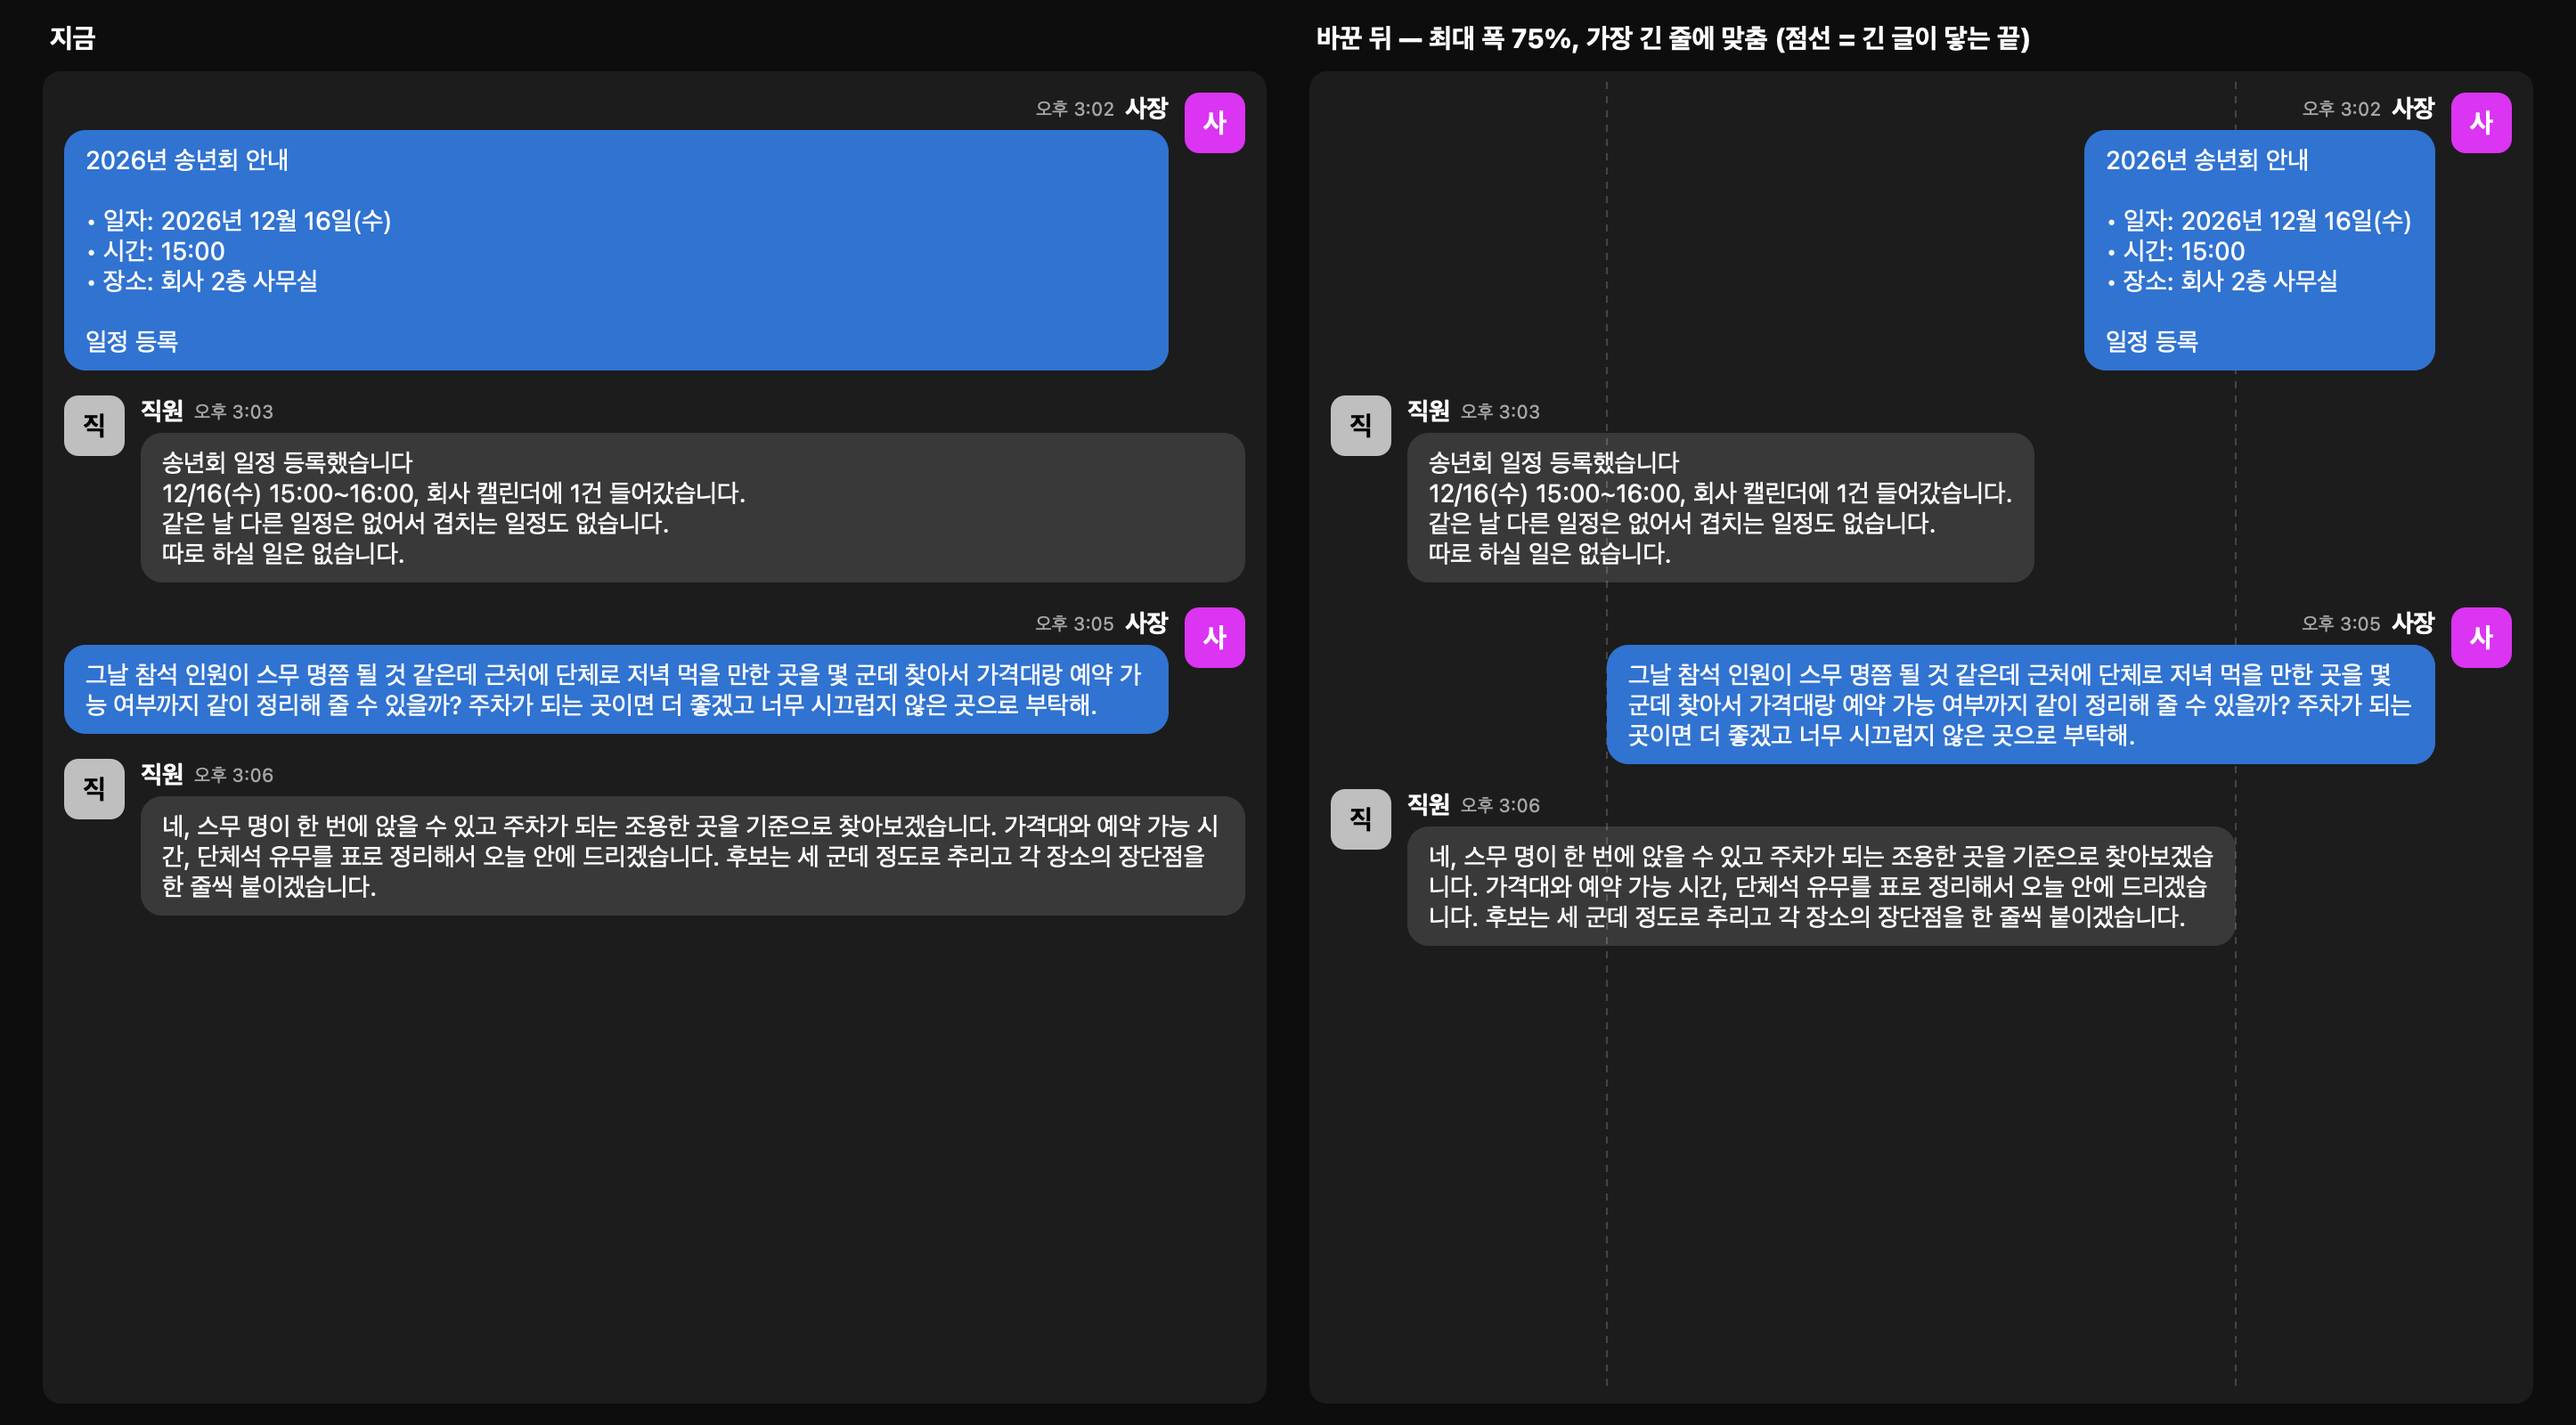 지금
오후 3:02 사장
사
2026년 송년회 안내
• 일자: 2026년 12월 16일(수)
• 시간: 15:00
• 장소: 회사 2층 사무실
일정 등록
직
직원 오후 3:03
송년회 일정 등록했습니다
12/16(수) 15:00~16:00, 회사 캘린더에 1건 들어갔습니다.
같은 날 다른 일정은 없어서 겹치는 일정도 없습니다.
따로 하실 일은 없습니다.
오후 3:05 사장
사
그날 참석 인원이 스무 명쯤 될 것 같은데 근처에 단체로 저녁 먹을 만한 곳을 몇 군데 찾아서 가격대랑 예약 가
능 여부까지 같이 정리해 줄 수 있을까? 주차가 되는 곳이면 더 좋겠고 너무 시끄럽지 않은 곳으로 부탁해.
직
직원 오후 3:06
네, 스무 명이 한 번에 앉을 수 있고 주차가 되는 조용한 곳을 기준으로 찾아보겠습니다. 가격대와 예약 가능 시
간, 단체석 유무를 표로 정리해서 오늘 안에 드리겠습니다. 후보는 세 군데 정도로 추리고 각 장소의 장단점을
한 줄씩 붙이겠습니다.
바꾼 뒤 — 최대 폭 75%, 가장 긴 줄에 맞춤 (점선 = 긴 글이 닿는 끝)
오후 3:02 사장
사
2026년 송년회 안내
• 일자: 2026년 12월 16일(수)
• 시간: 15:00
• 장소: 회사 2층 사무실
일정 등록
직
직원 오후 3:03
송년회 일정 등록했습니다
12/16(수) 15:00~16:00, 회사 캘린더에 1건 들어갔습니다.
같은 날 다른 일정은 없어서 겹치는 일정도 없습니다.
따로 하실 일은 없습니다.
오후 3:05 사장
사
그날 참석 인원이 스무 명쯤 될 것 같은데 근처에 단체로 저녁 먹을 만한 곳을 몇
군데 찾아서 가격대랑 예약 가능 여부까지 같이 정리해 줄 수 있을까? 주차가 되는
곳이면 더 좋겠고 너무 시끄럽지 않은 곳으로 부탁해.
직
직원 오후 3:06
네, 스무 명이 한 번에 앉을 수 있고 주차가 되는 조용한 곳을 기준으로 찾아보겠습
니다. 가격대와 예약 가능 시간, 단체석 유무를 표로 정리해서 오늘 안에 드리겠습
니다. 후보는 세 군데 정도로 추리고 각 장소의 장단점을 한 줄씩 붙이겠습니다.